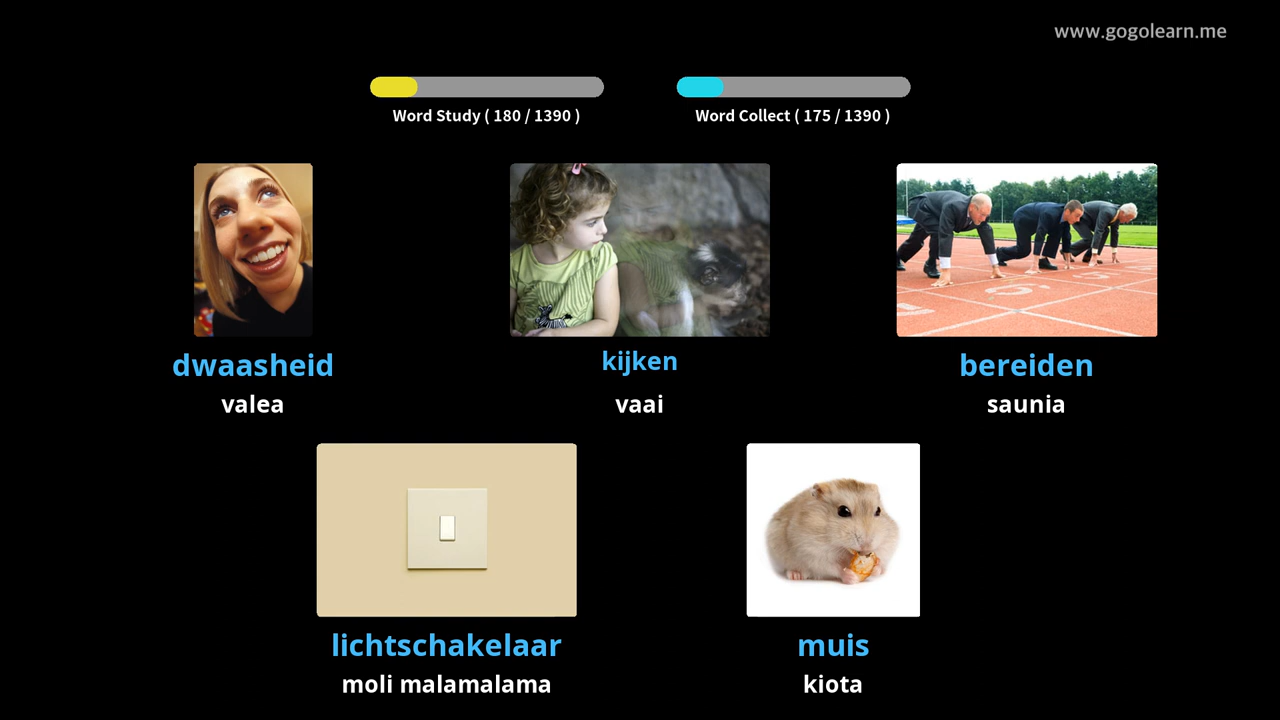 www.gogolearn.me
Word Study ( 180 / 1390 )
Word Collect ( 175 / 1390 )
dwaasheid
valea
kijken
vaai
bereiden
saunia
lichtschakelaar
moli malamalama
muis
kiota